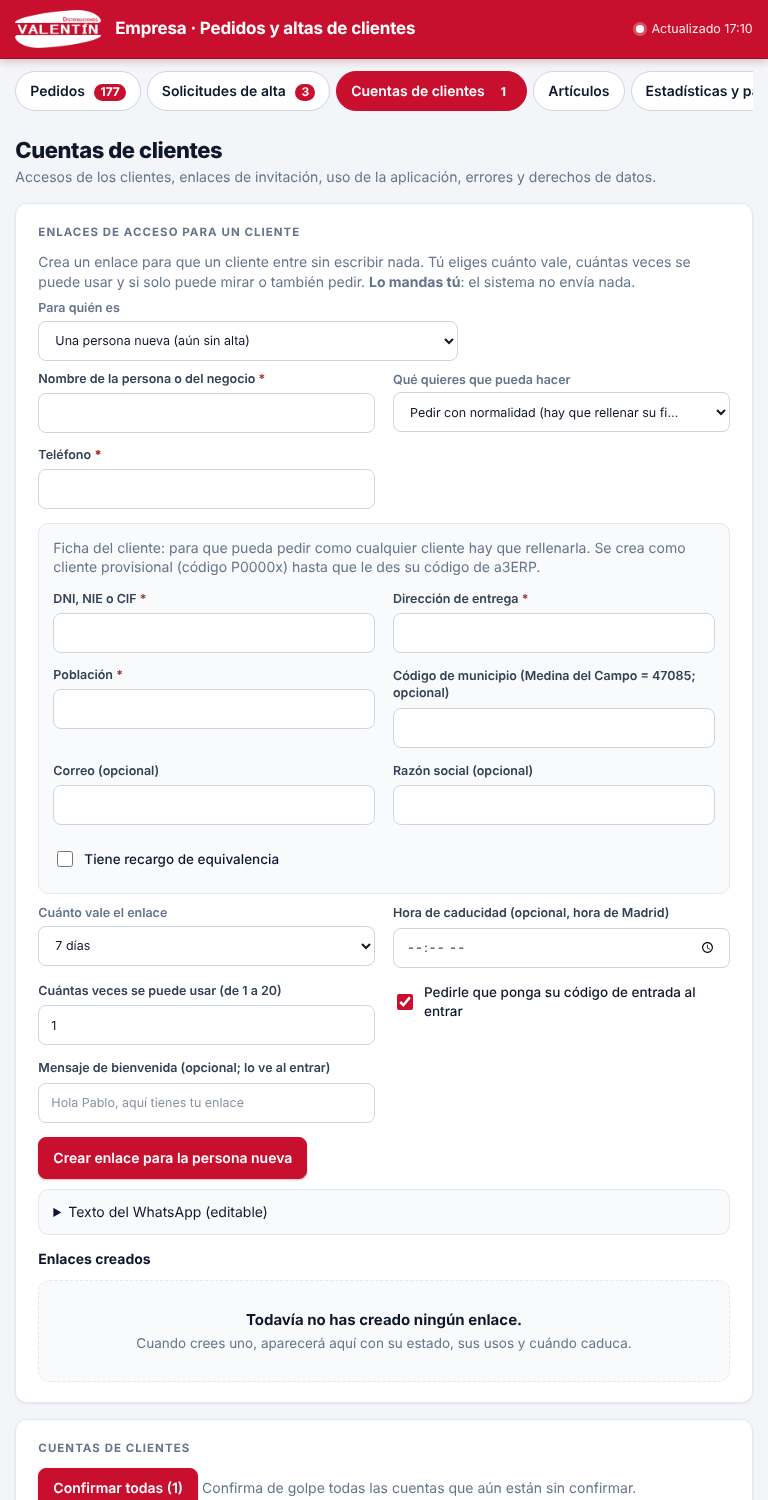 Distribuciones
VALENTÍN
Empresa · Pedidos y altas de clientes
Actualizado 17:10
Pedidos 177
Solicitudes de alta 3
Cuentas de clientes 1
Artículos
Estadísticas y pa
Cuentas de clientes
Accesos de los clientes, enlaces de invitación, uso de la aplicación, errores y derechos de datos.
ENLACES DE ACCESO PARA UN CLIENTE
Crea un enlace para que un cliente entre sin escribir nada. Tú eliges cuánto vale, cuántas veces se
puede usar y si solo puede mirar o también pedir. Lo mandas tú: el sistema no envía nada.
Para quién es
Una persona nueva (aún sin alta)
Nombre de la persona o del negocio *
Qué quieres que pueda hacer
Pedir con normalidad (hay que rellenar su fi...
Teléfono *
Ficha del cliente: para que pueda pedir como cualquier cliente hay que rellenarla. Se crea como
cliente provisional (código P0000x) hasta que le des su código de a3ERP.
DNI, NIE o CIF *
Dirección de entrega *
Población *
Código de municipio (Medina del Campo = 47085;
opcional)
Correo (opcional)
Razón social (opcional)
Tiene recargo de equivalencia
Cuánto vale el enlace
Hora de caducidad (opcional, hora de Madrid)
7 días
--:-- --
Cuántas veces se puede usar (de 1 a 20)
Pedirle que ponga su código de entrada al
entrar
1
Mensaje de bienvenida (opcional; lo ve al entrar)
Hola Pablo, aquí tienes tu enlace
Crear enlace para la persona nueva
Texto del WhatsApp (editable)
Enlaces creados
Todavía no has creado ningún enlace.
Cuando crees uno, aparecerá aquí con su estado, sus usos y cuándo caduca.
CUENTAS DE CLIENTES
Confirmar todas (1)
Confirma de golpe todas las cuentas que aún están sin confirmar.